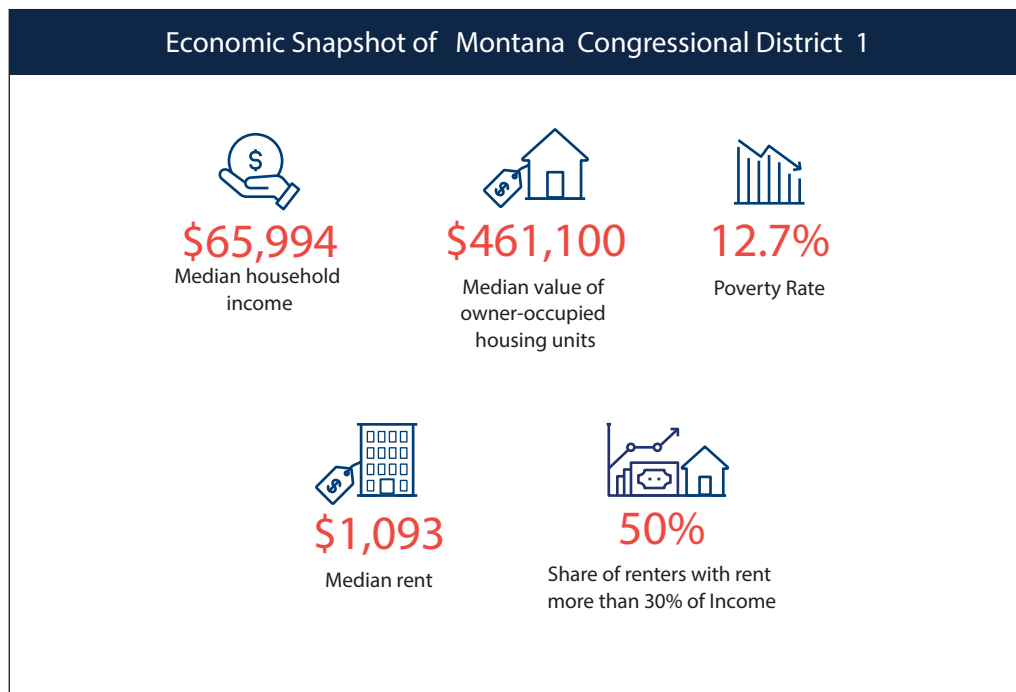 Economic Snapshot of Montana Congressional District 1
$
$
$65,994
Median household
income
$461,100
Median value of
owner-occupied
housing units
12.7%
Poverty Rate
$
$1,093
Median rent
50%
Share of renters with rent
more than 30% of Income